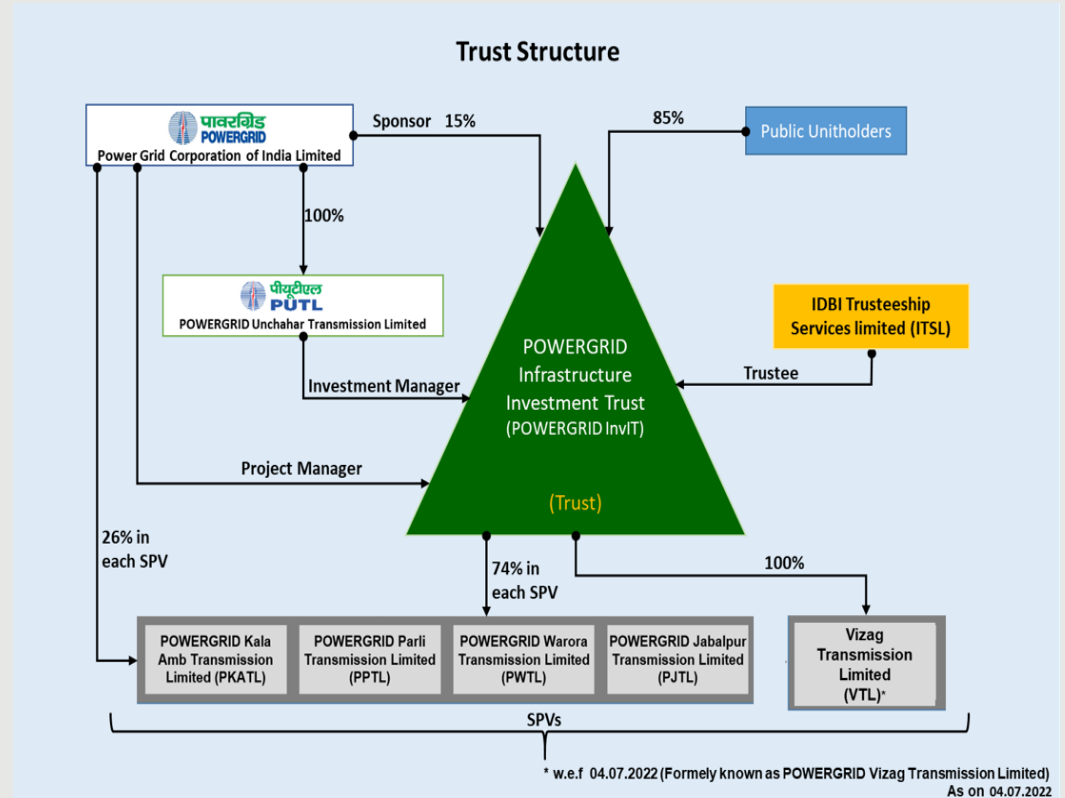 Trust Structure
पावरग्रिड
POWERGRID
Power Grid Corporation of India Limited
Sponsor 15%
85%
Public Unitholders
100%
पीयूटीएल
PUTL
POWERGRID Unchahar Transmission Limited
IDBI Trusteeship
Services limited (ITSL)
Investment Manager
Trustee
POWERGRID
Infrastructure
Investment Trust
(POWERGRID InvIT)
Project Manager
(Trust)
26% in
each SPV
74% in
each SPV
100%
POWERGRID Kala
Amb Transmission
Limited (PKATL)
POWERGRID Parli
Transmission Limited
(PPTL)
POWERGRID Warora
Transmission Limited
(PWTL)
POWERGRID Jabalpur
Transmission Limited
(PJTL)
Vizag
Transmission
Limited
(VTL)*
SPVs
* w.e.f 04.07.2022 (Formely known as POWERGRID Vizag Transmission Limited)
As on 04.07.2022